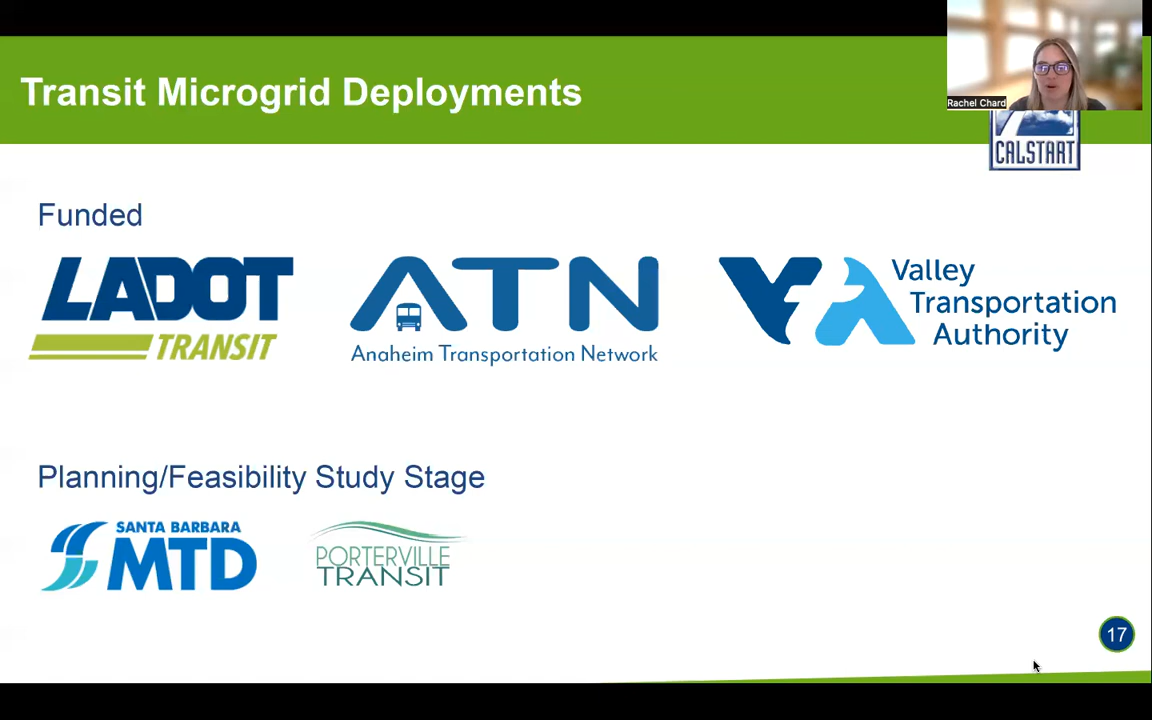 Transit Microgrid Deployments
Rachel Chard
CALSTART
Funded
LADOT
TRANSIT
ATN
Anaheim Transportation Network
VTA
Valley
Transportation
Authority
Planning/Feasibility Study Stage
SANTA BARBARA
MTD
PORTERVILLE
TRANSIT
17